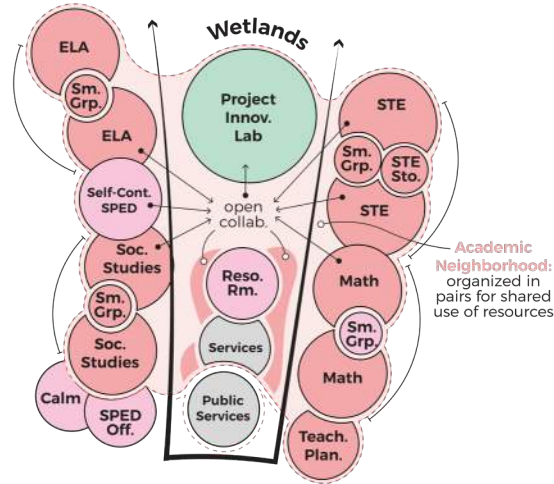 Wetlands
ELA
Sm.
Grp.
ELA
Self-Cont.
SPED
Soc.
Studies
Sm.
Grp.
Soc.
Studies
Calm
SPED
Off.
Project
Innov.
Lab
open
collab.
Reso.
Rm.
Services
Public
Services
STE
Sm.
Grp.
STE
Sto.
STE
Math
Sm.
Grp.
Math
Teach.
Plan.
Academic
Neighborhood:
organized in
pairs for shared
use of resources